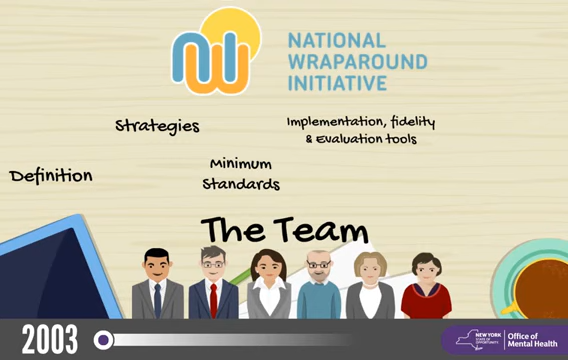 NATIONAL
WRAPAROUND
INITIATIVE
Strategies
Implementation, fidelity
& Evaluation tools
Definition
Minimum
Standards
The Team
2003
NEW YORK
STATE OF
OPPORTUNITY
Office of
Mental Health